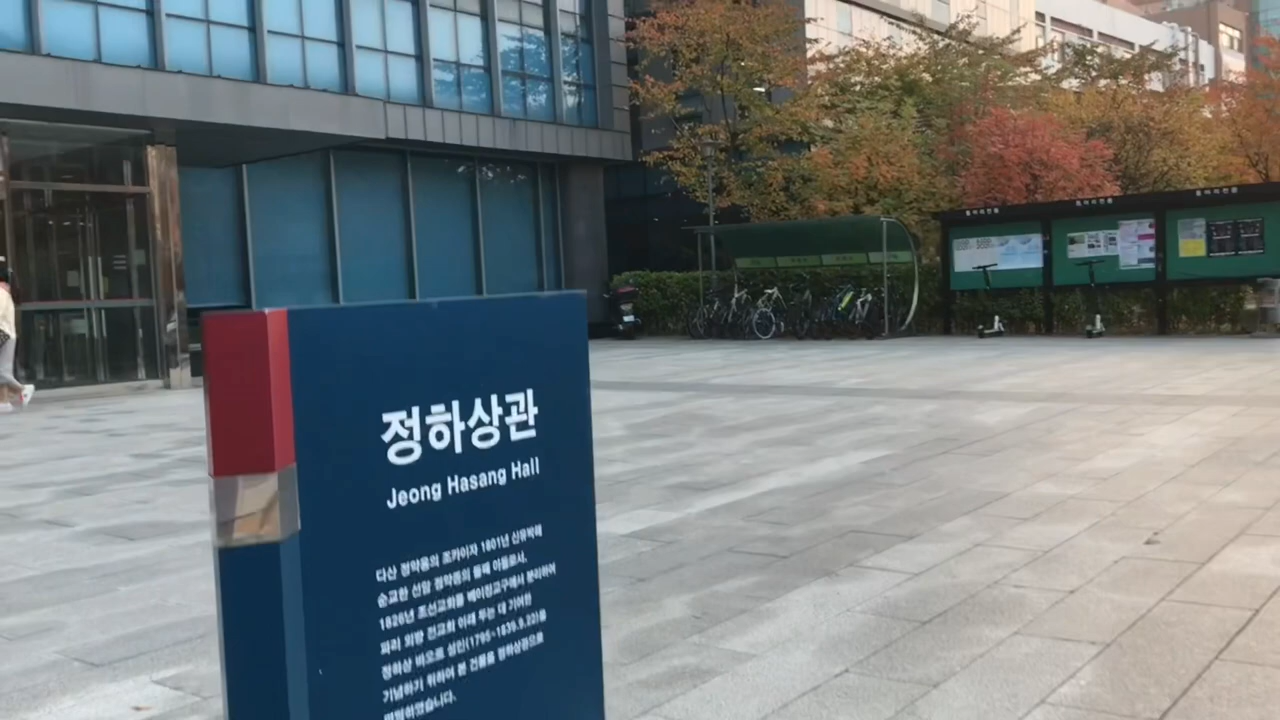 정하상관
Jeong Hasang Hall
다산 정약용의 조카이자 1801년 신유박해
순교한 선암 정약종의 둘째 아들로서,
1826년 조선교회를 베이징교구에서 분리하여
파리 외방 전교회 아래 두는 데 기여한
정하상 바오로 성인(1795~1839.9.22)을
기념하기 위하여 본 건물을 정하상관으로
명명하였습니다.